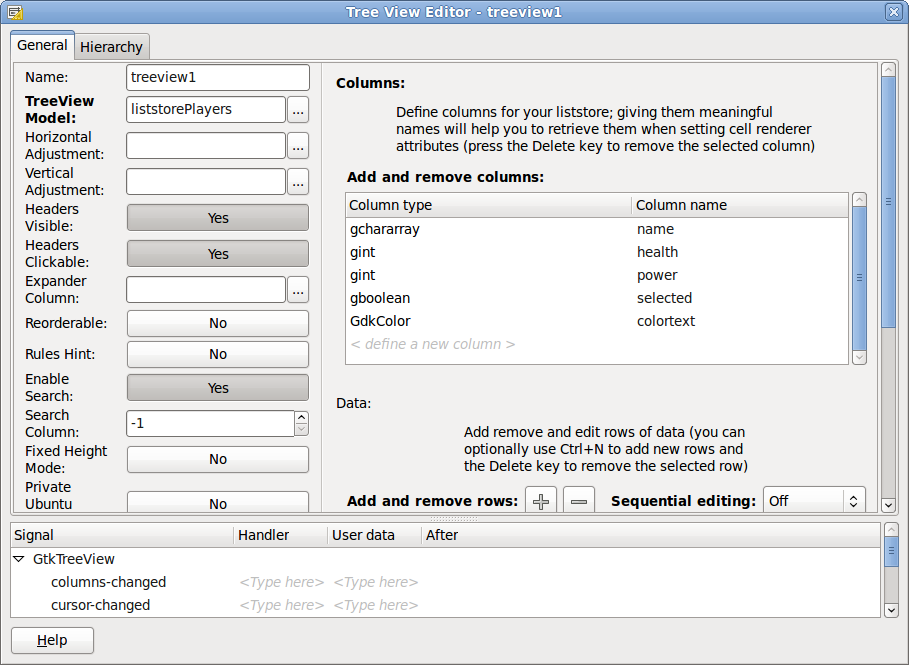 Tree View Editor - treeview1
General
Hierarchy
Name:
treeview1
TreeView
Model:
liststorePlayers
...
Horizontal
Adjustment:
...
Vertical
Adjustment:
...
Headers
Visible:
Yes
Headers
Clickable:
Yes
Expander
Column:
...
Reorderable:
No
Rules Hint:
No
Enable
Search:
Yes
Search
Column:
-1
Fixed Height
Mode:
No
Private
Ubuntu
No
Columns:
Define columns for your liststore; giving them meaningful
names will help you to retrieve them when setting cell renderer
attributes (press the Delete key to remove the selected column)
Add and remove columns:
Column type Column name
gchararray name
gint health
gint power
gboolean selected
GdkColor colortext
< define a new column >
Data:
Add remove and edit rows of data (you can
optionally use Ctrl+N to add new rows and
the Delete key to remove the selected row)
Add and remove rows: Sequential editing: Off
Signal Handler User data After
GtkTreeView
columns-changed <Type here> <Type here>
cursor-changed <Type here> <Type here>
Help